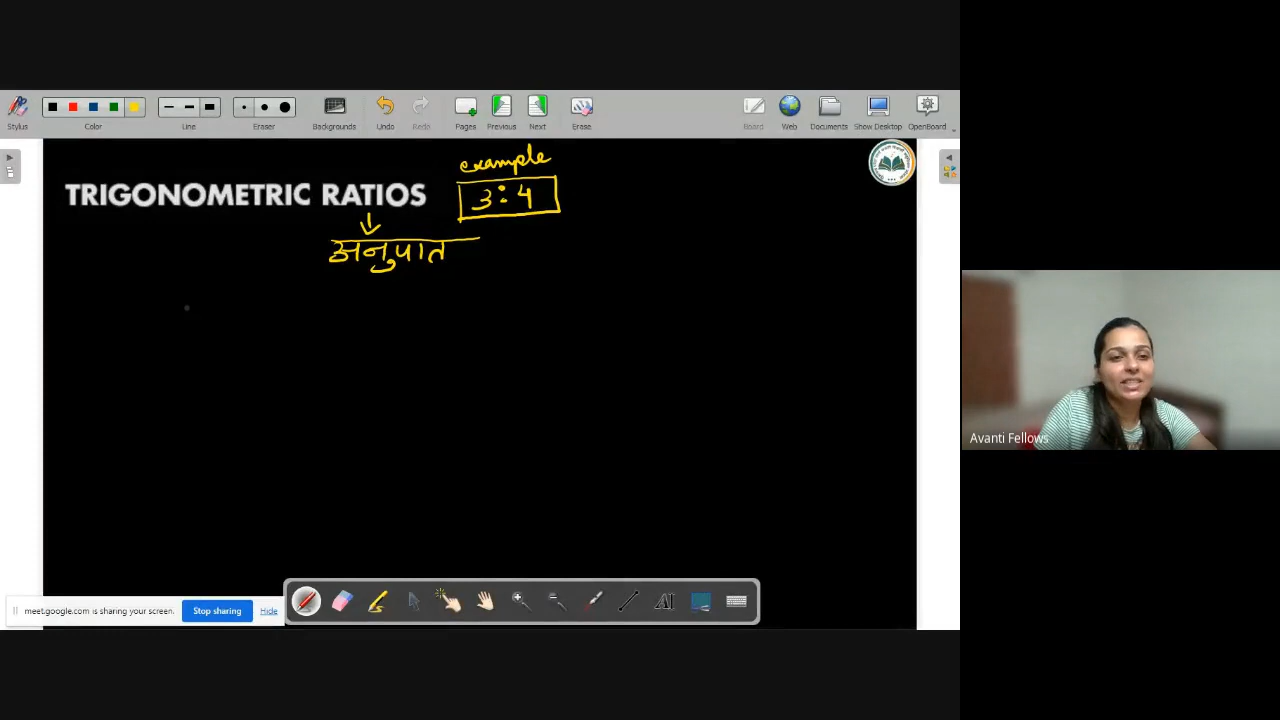 Stylus
Color
Line
Eraser
Backgrounds
Undo
Redo
Pages
Previous
Next
Erase
Board
Web
Documents
Show Desktop
OpenBoard
example
TRIGONOMETRIC RATIOS
3:4
अनुपात
Avanti Fellows
meet.google.com is sharing your screen.
Stop sharing
Hide
AI